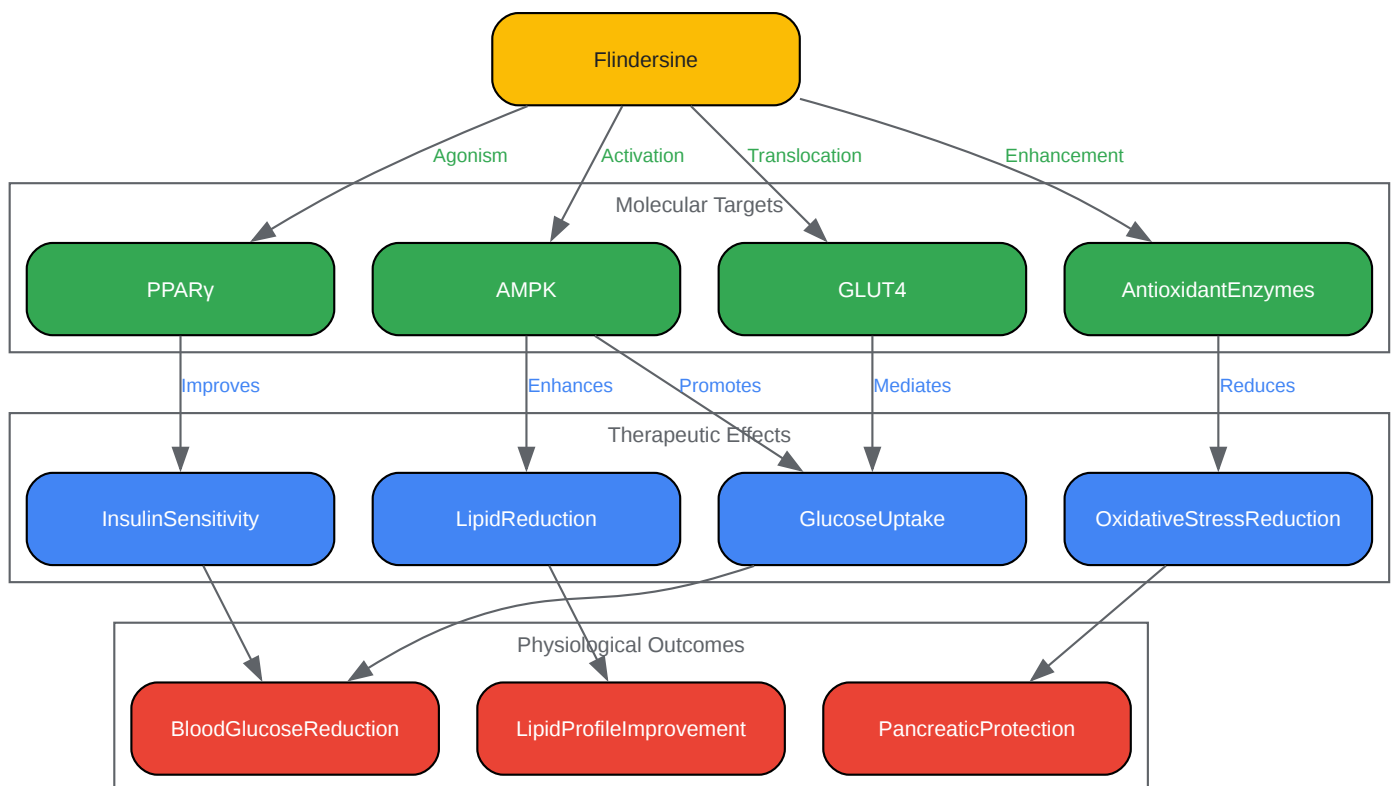 Flindersine
Agonism
Activation
Translocation
Enhancement
Molecular Targets
PPARγ
AMPK
GLUT4
AntioxidantEnzymes
Improves
Enhances
Promotes
Mediates
Reduces
Therapeutic Effects
InsulinSensitivity
LipidReduction
GlucoseUptake
OxidativeStressReduction
Physiological Outcomes
BloodGlucoseReduction
LipidProfileImprovement
PancreaticProtection